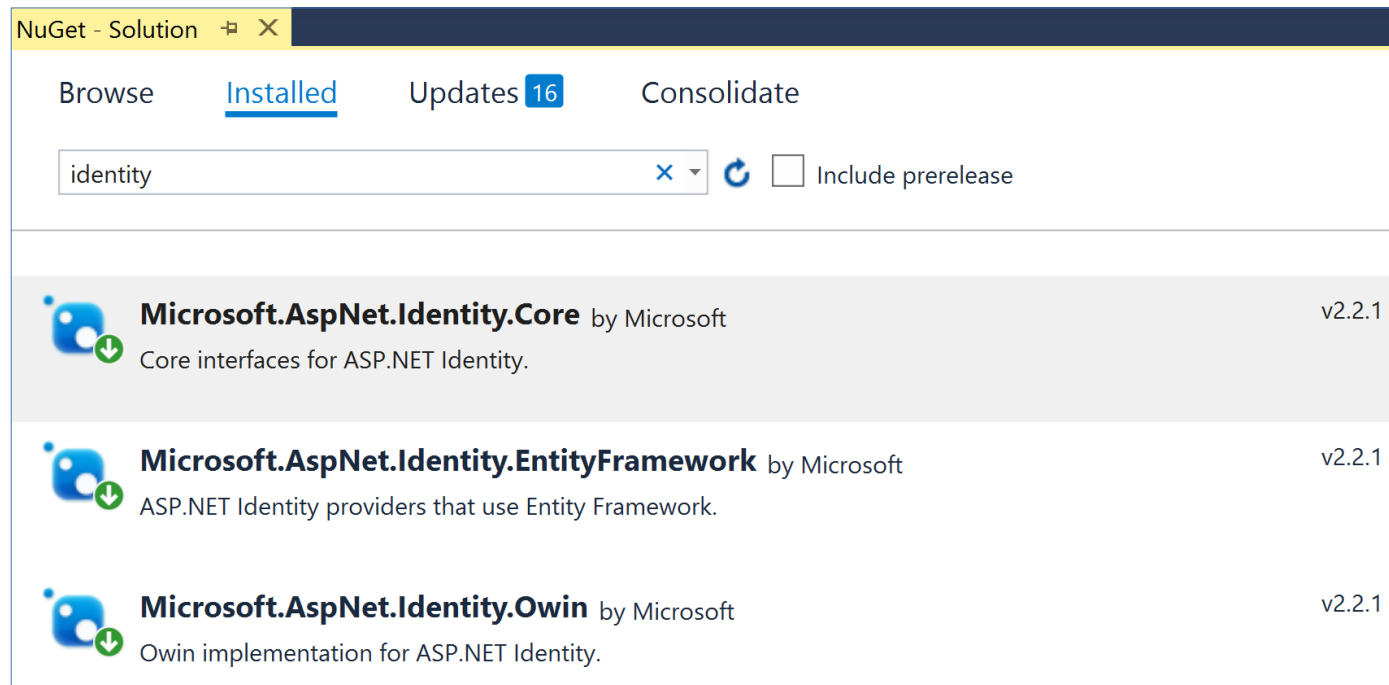 NuGet - Solution
Browse Installed Updates 16 Consolidate
identity Include prerelease
Microsoft.AspNet.Identity.Core by Microsoft v2.2.1
Core interfaces for ASP.NET Identity.
Microsoft.AspNet.Identity.EntityFramework by Microsoft v2.2.1
ASP.NET Identity providers that use Entity Framework.
Microsoft.AspNet.Identity.Owin by Microsoft v2.2.1
Owin implementation for ASP.NET Identity.